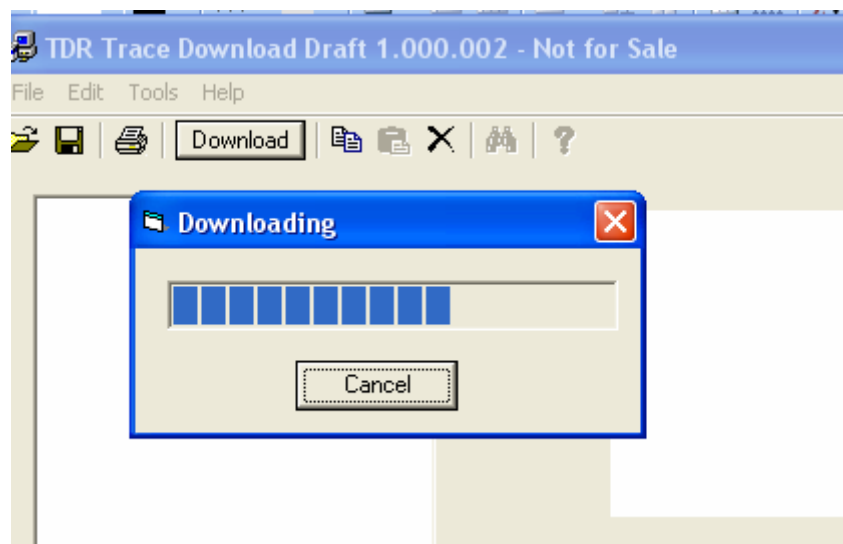 TDR Trace Download Draft 1.000.002 - Not for Sale
File Edit Tools Help
Download
Downloading
Cancel